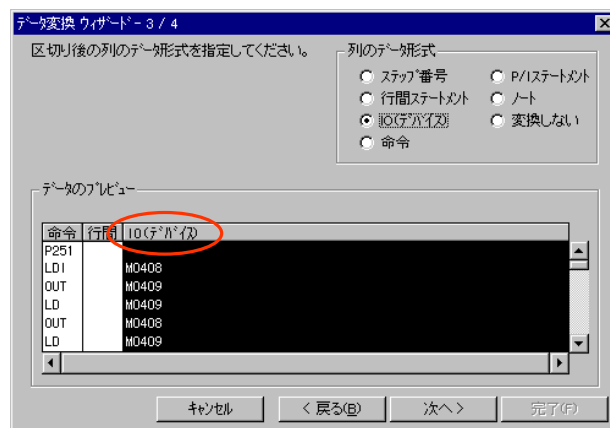 データ変換 ウィザード - 3 / 4
区切り後の列のデータ形式を指定してください。
列のデータ形式
ステップ番号
P/Iステートメント
行間ステートメント
ノート
IO(デバイス)
変換しない
命令
データのプレビュー
命令 行間 IO(デバイス)
P251
LDI M0408
OUT M0409
LD M0409
OUT M0408
LD M0409
キャンセル
< 戻る(B)
次へ >
完了(F)